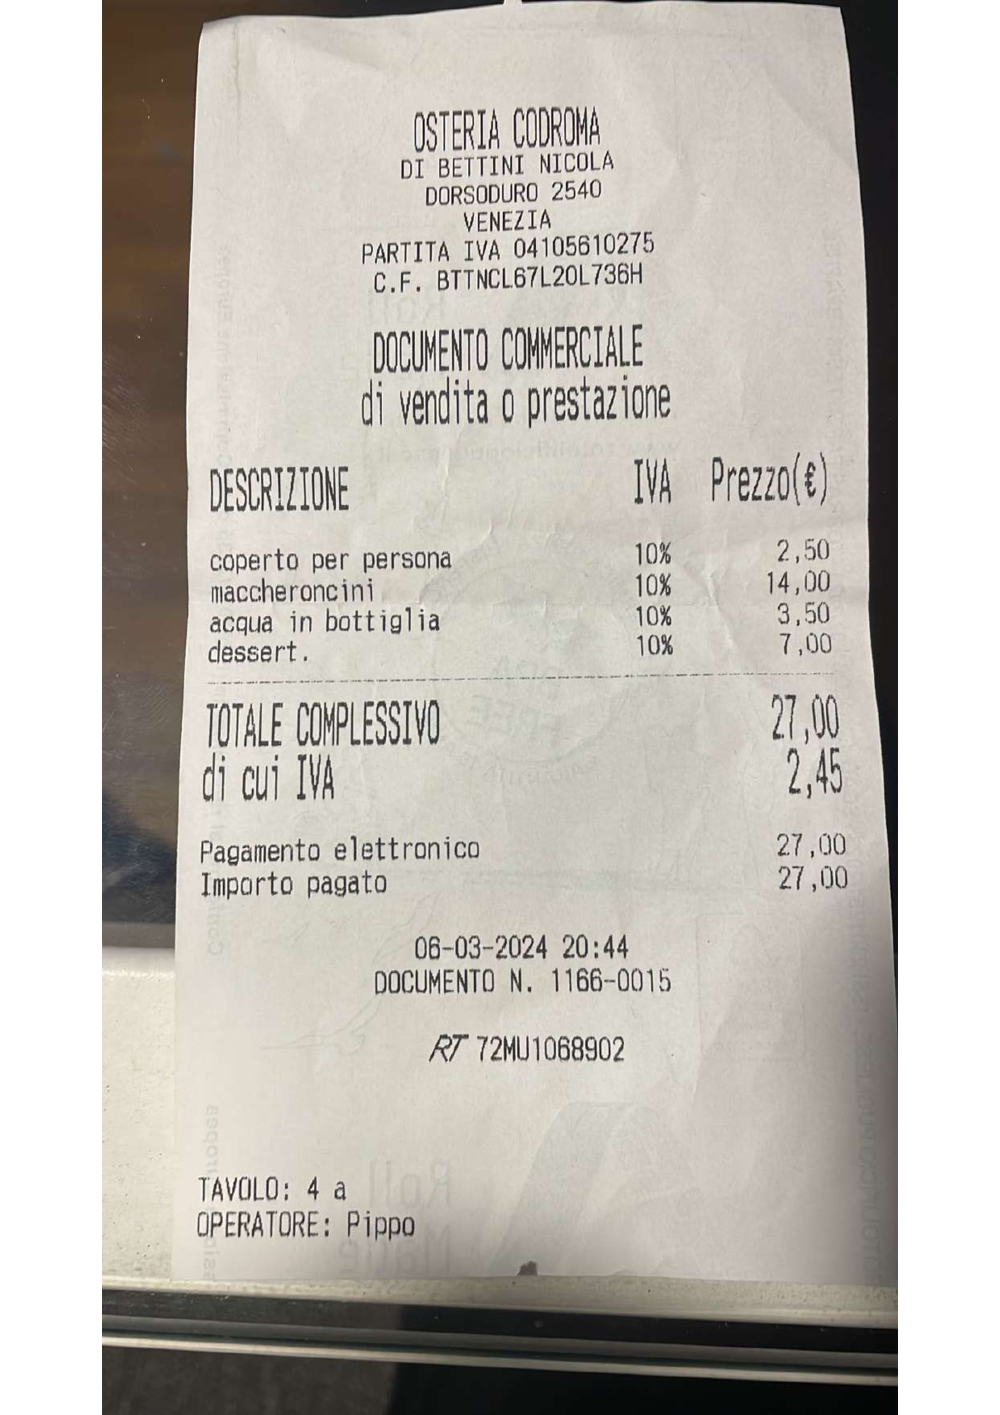 OSTERIA CODROMA
DI BETTINI NICOLA
DORSODURO 2540
VENEZIA
PARTITA IVA 04105610275
C.F. BTTNCL67L20L736H
DOCUMENTO COMMERCIALE
di vendita o prestazione
DESCRIZIONE IVA Prezzo(€)
coperto per persona 10% 2,50
maccheroncini 10% 14,00
acqua in bottiglia 10% 3,50
dessert. 10% 7,00
TOTALE COMPLESSIVO 27,00
di cui IVA 2,45
Pagamento elettronico 27,00
Importo pagato 27,00
06-03-2024 20:44
DOCUMENTO N. 1166-0015
RT 72MU1068902
TAVOLO: 4 a
OPERATORE: Pippo